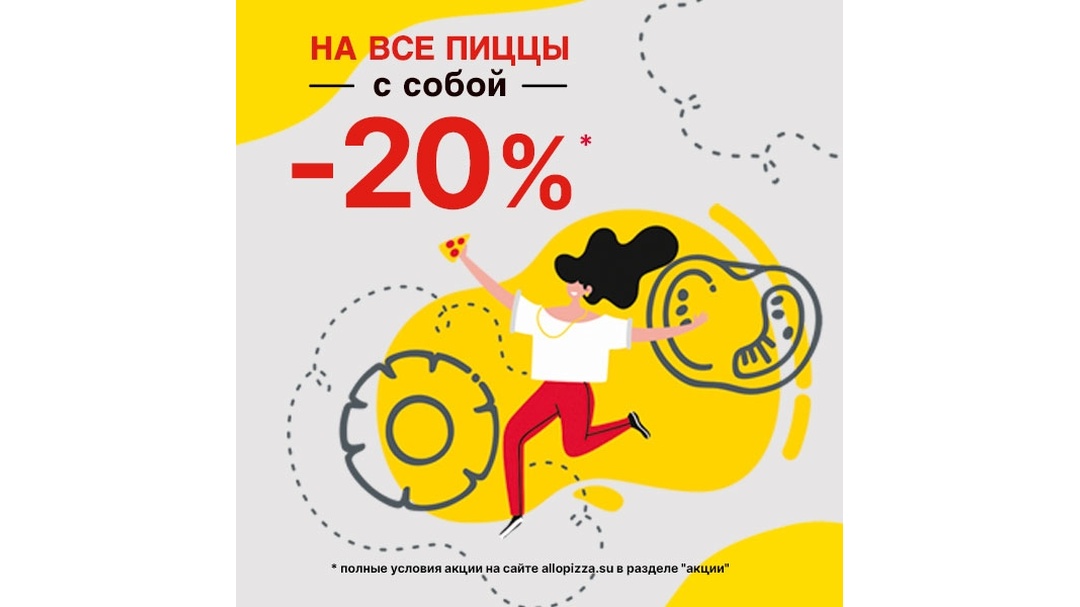 НА ВСЕ ПИЦЦЫ
с собой
-20%*
* полные условия акции на сайте allopizza.su в разделе "акции"